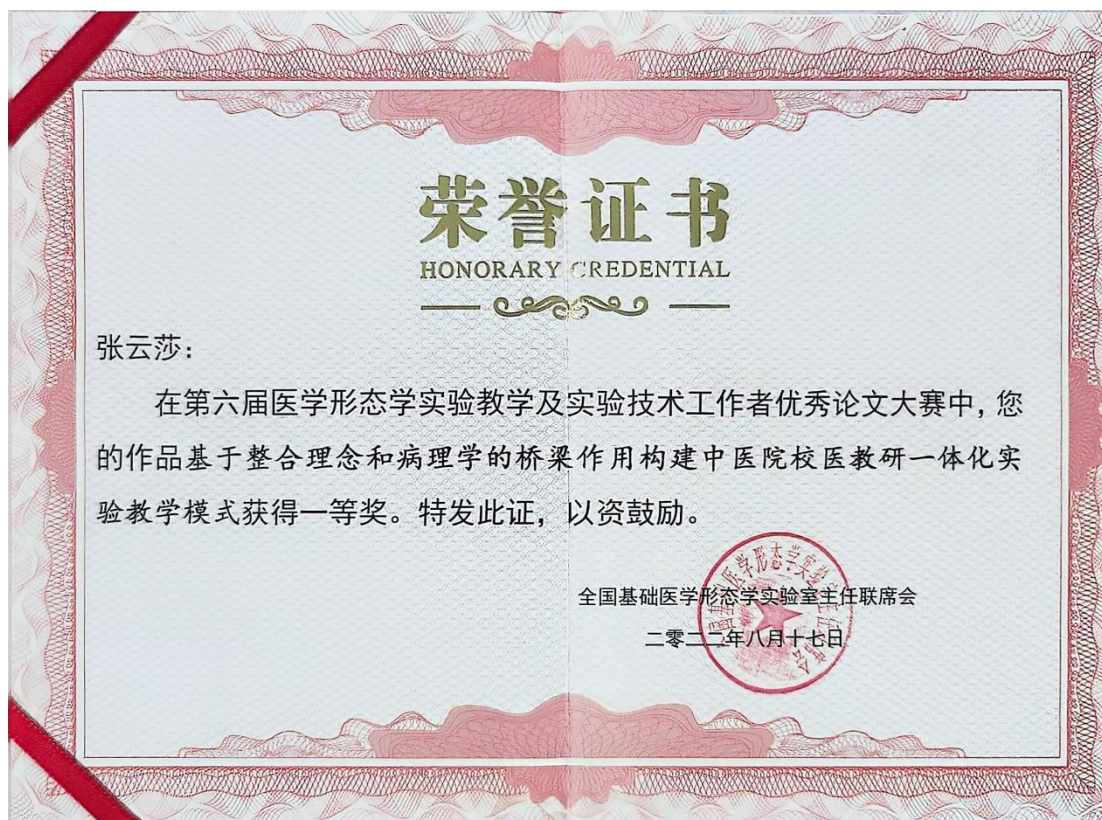 荣誉证书
HONORARY CREDENTIAL
张云莎：
在第六届医学形态学实验教学及实验技术工作者优秀论文大赛中，您
的作品基于整合理念和病理学的桥梁作用构建中医院校医教研一体化实
验教学模式获得一等奖。特发此证，以资鼓励。
全国基础医学形态学实验室主任联席会
二零二二年八月十七日